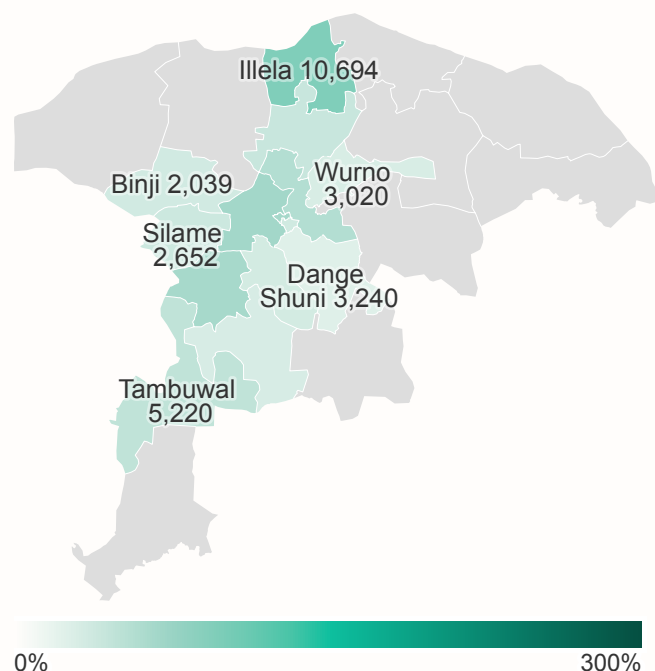 Illela 10,694
Binji 2,039
Wurno
3,020
Silame
2,652
Dange
Shuni 3,240
Tambuwal
5,220
0%
300%